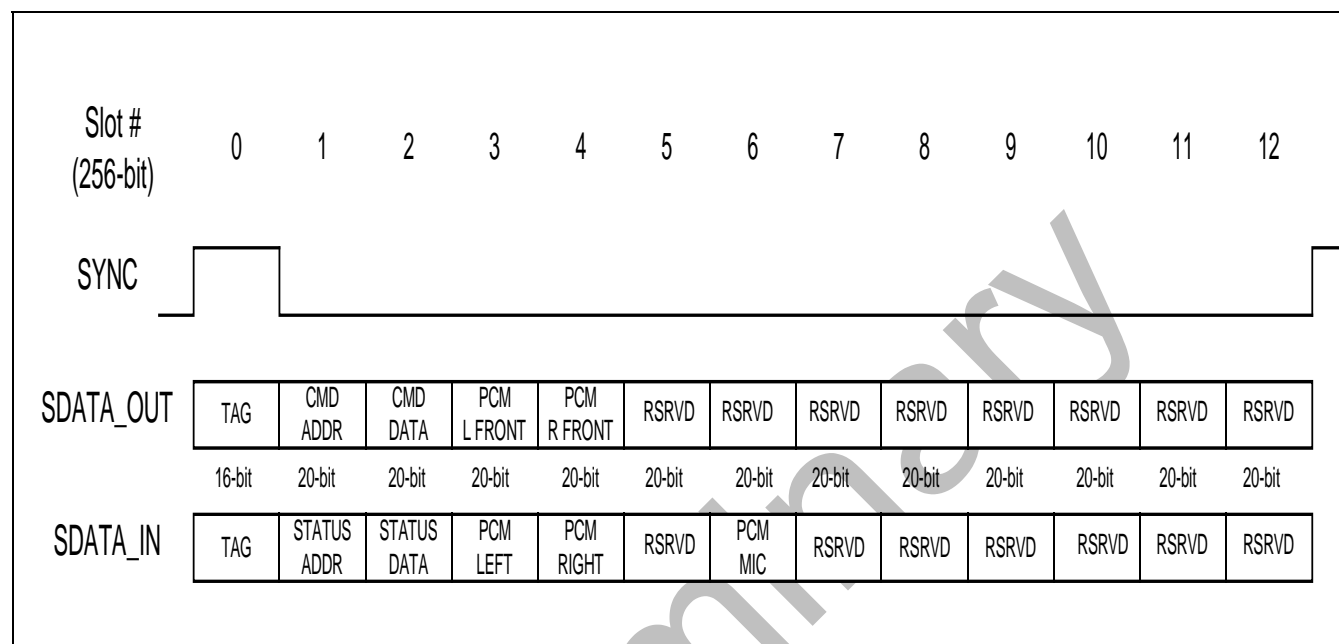 Slot #
(256-bit)
0 1 2 3 4 5 6 7 8 9 10 11 12
SYNC
SDATA_OUT
TAG
CMD
ADDR
CMD
DATA
PCM
L FRONT
PCM
R FRONT
RSRVD
RSRVD
RSRVD
RSRVD
RSRVD
RSRVD
RSRVD
RSRVD
16-bit 20-bit 20-bit 20-bit 20-bit 20-bit 20-bit 20-bit 20-bit 20-bit 20-bit 20-bit 20-bit
SDATA_IN
TAG
STATUS
ADDR
STATUS
DATA
PCM
LEFT
PCM
RIGHT
RSRVD
PCM
MIC
RSRVD
RSRVD
RSRVD
RSRVD
RSRVD
RSRVD